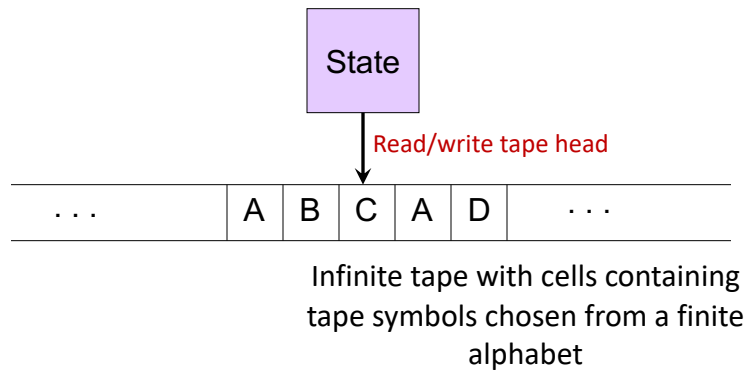 State
Read/write tape head
. . . A B C A D . . .
Infinite tape with cells containing
tape symbols chosen from a finite
alphabet